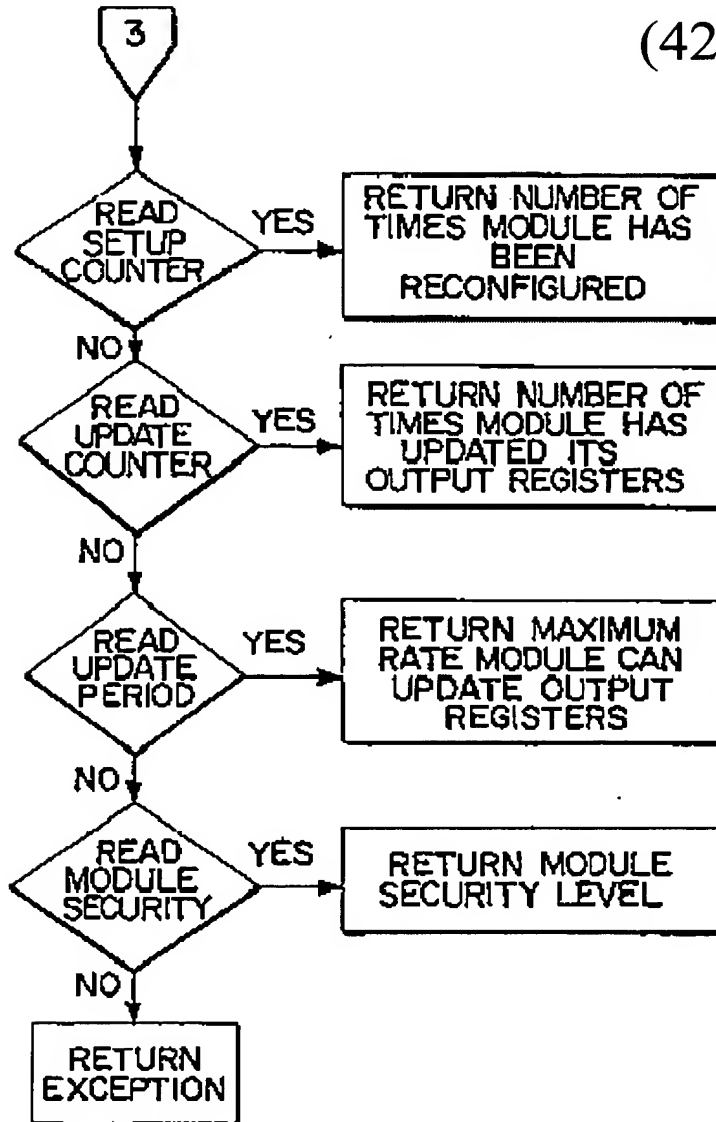 3
(42
READ
SETUP
COUNTER
YES
RETURN NUMBER OF
TIMES MODULE HAS
BEEN
RECONFIGURED
NO
READ
UPDATE
COUNTER
YES
RETURN NUMBER OF
TIMES MODULE HAS
UPDATED ITS
OUTPUT REGISTERS
NO
READ
UPDATE
PERIOD
YES
RETURN MAXIMUM
RATE MODULE CAN
UPDATE OUTPUT
REGISTERS
NO
READ
MODULE
SECURITY
YES
RETURN MODULE
SECURITY LEVEL
NO
RETURN
EXCEPTION